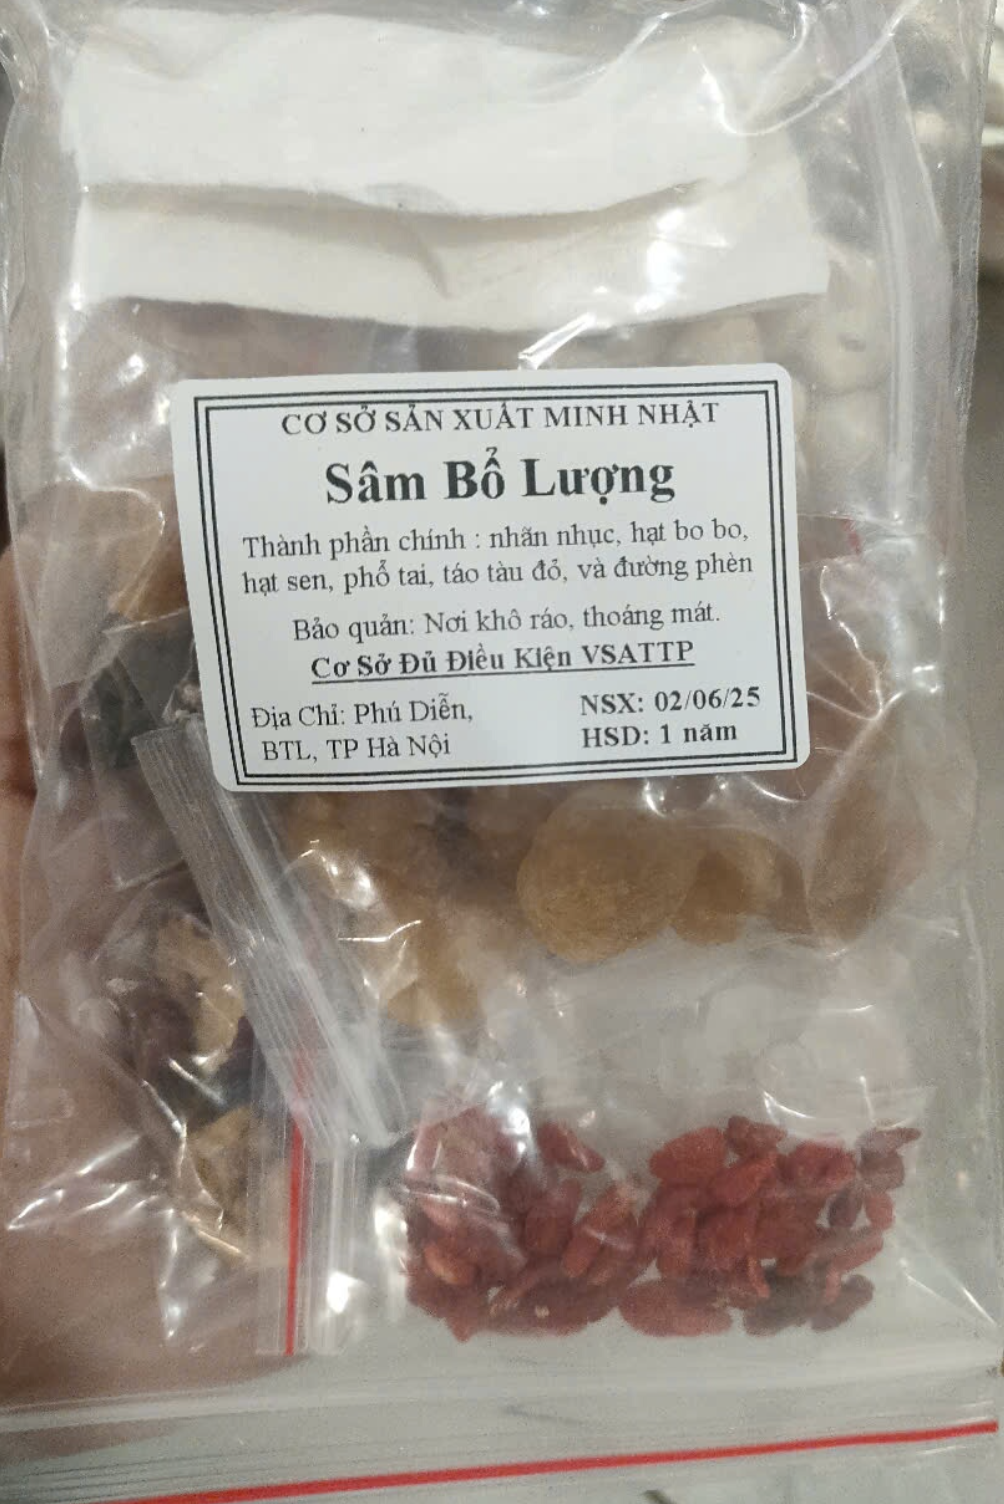 CƠ SỞ SẢN XUẤT MINH NHẬT
Sâm Bổ Lượng
Thành phần chính : nhãn nhục, hạt bo bo,
hạt sen, phổ tai, táo tàu đỏ, và đường phèn
Bảo quản: Nơi khô ráo, thoáng mát.
Cơ Sở Đủ Điều Kiện VSATTP
Địa Chỉ: Phú Diễn,
BTL, TP Hà Nội
NSX: 02/06/25
HSD: 1 năm